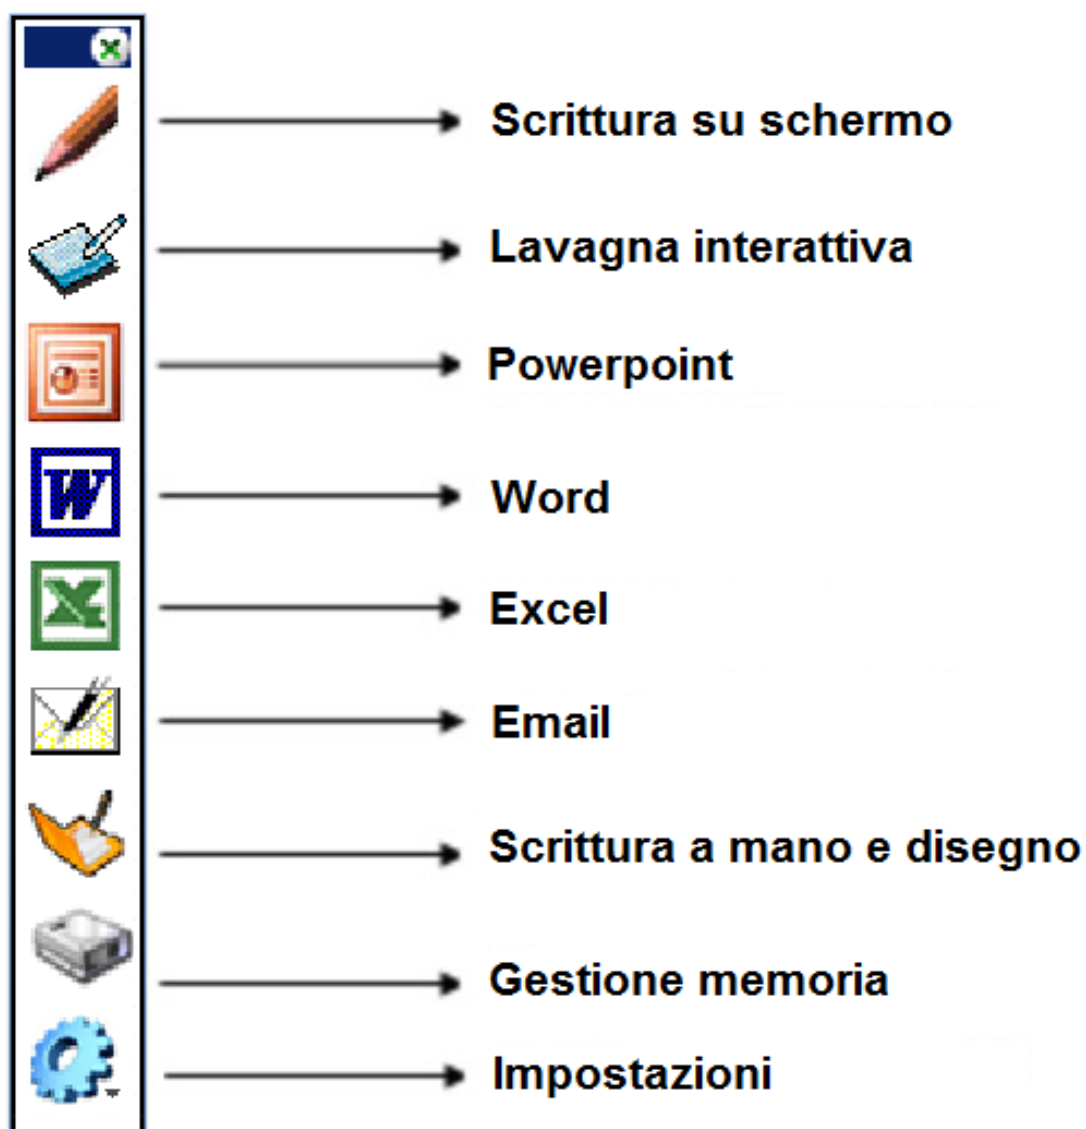 Scrittura su schermo
Lavagna interattiva
Powerpoint
W
Word
X
Excel
Email
Scrittura a mano e disegno
Gestione memoria
Impostazioni